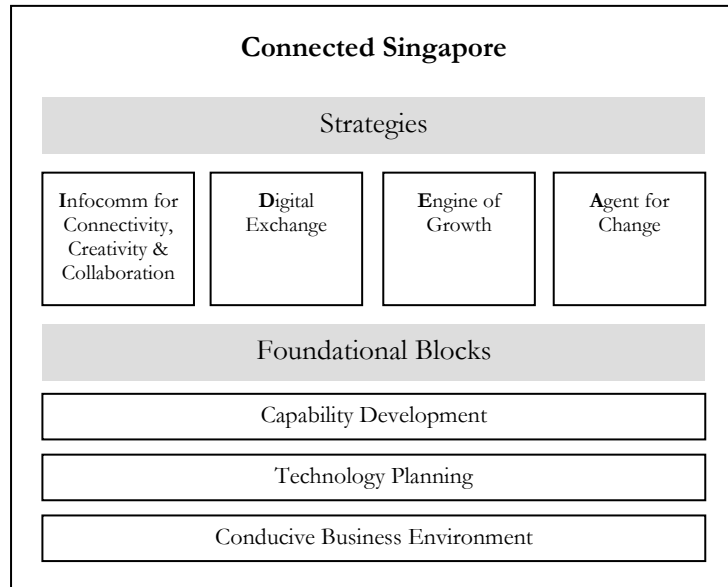 Connected Singapore
Strategies
Infocomm for
Connectivity,
Creativity &
Collaboration
Digital
Exchange
Engine of
Growth
Agent for
Change
Foundational Blocks
Capability Development
Technology Planning
Conducive Business Environment